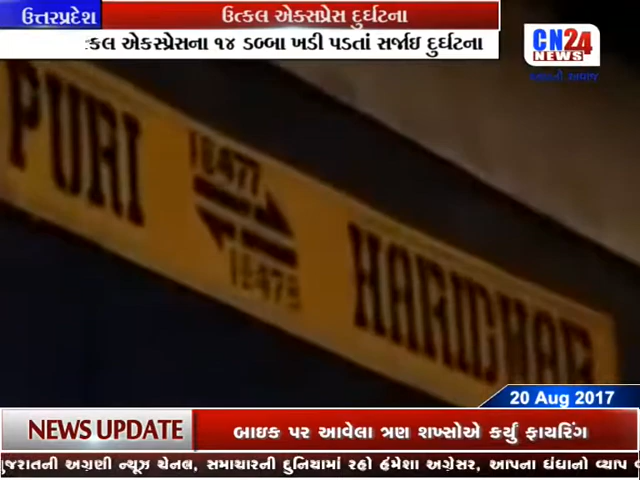 ઉત્તરપ્રદેશ
ઉત્કલ એક્સપ્રેસ દુર્ઘટના
કલ એકસ્પ્રેસના ૧૪ ડબ્બા ખડી પડતાં સર્જાઇ દુર્ઘટના
CN24
NEWS
PURI
18477
18478
HARIDWAR
20 Aug 2017
NEWS UPDATE
બાઇક પર આવેલા ત્રણ શખ્સોએ કર્યું ફાયરિંગ
ગુજરાતની અગ્રણી ન્યૂઝ ચેનલ, સમાચારની દુનિયામાં રહો હંમેશા અગ્રેસર, આપના ધંધાનો વ્યાપ